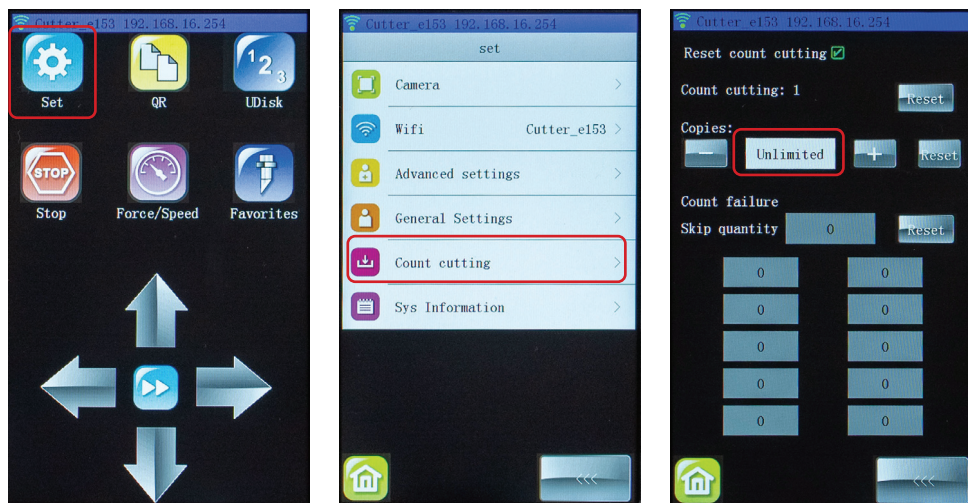 Cutter_e153 192.168.16.254
1 2 3
Set QR UDisk
STOP
Stop Force/Speed Favorites
Cutter_e153 192.168.16.254
set
Camera >
Wifi Cutter_e153 >
Advanced settings >
General Settings >
Count cutting >
Sys Information >
<<<
Cutter_e153 192.168.16.254
Reset count cutting
Count cutting: 1 Reset
Copies:
− Unlimited + Reset
Count failure
Skip quantity 0 Reset
0 0
0 0
0 0
0 0
0 0
<<<